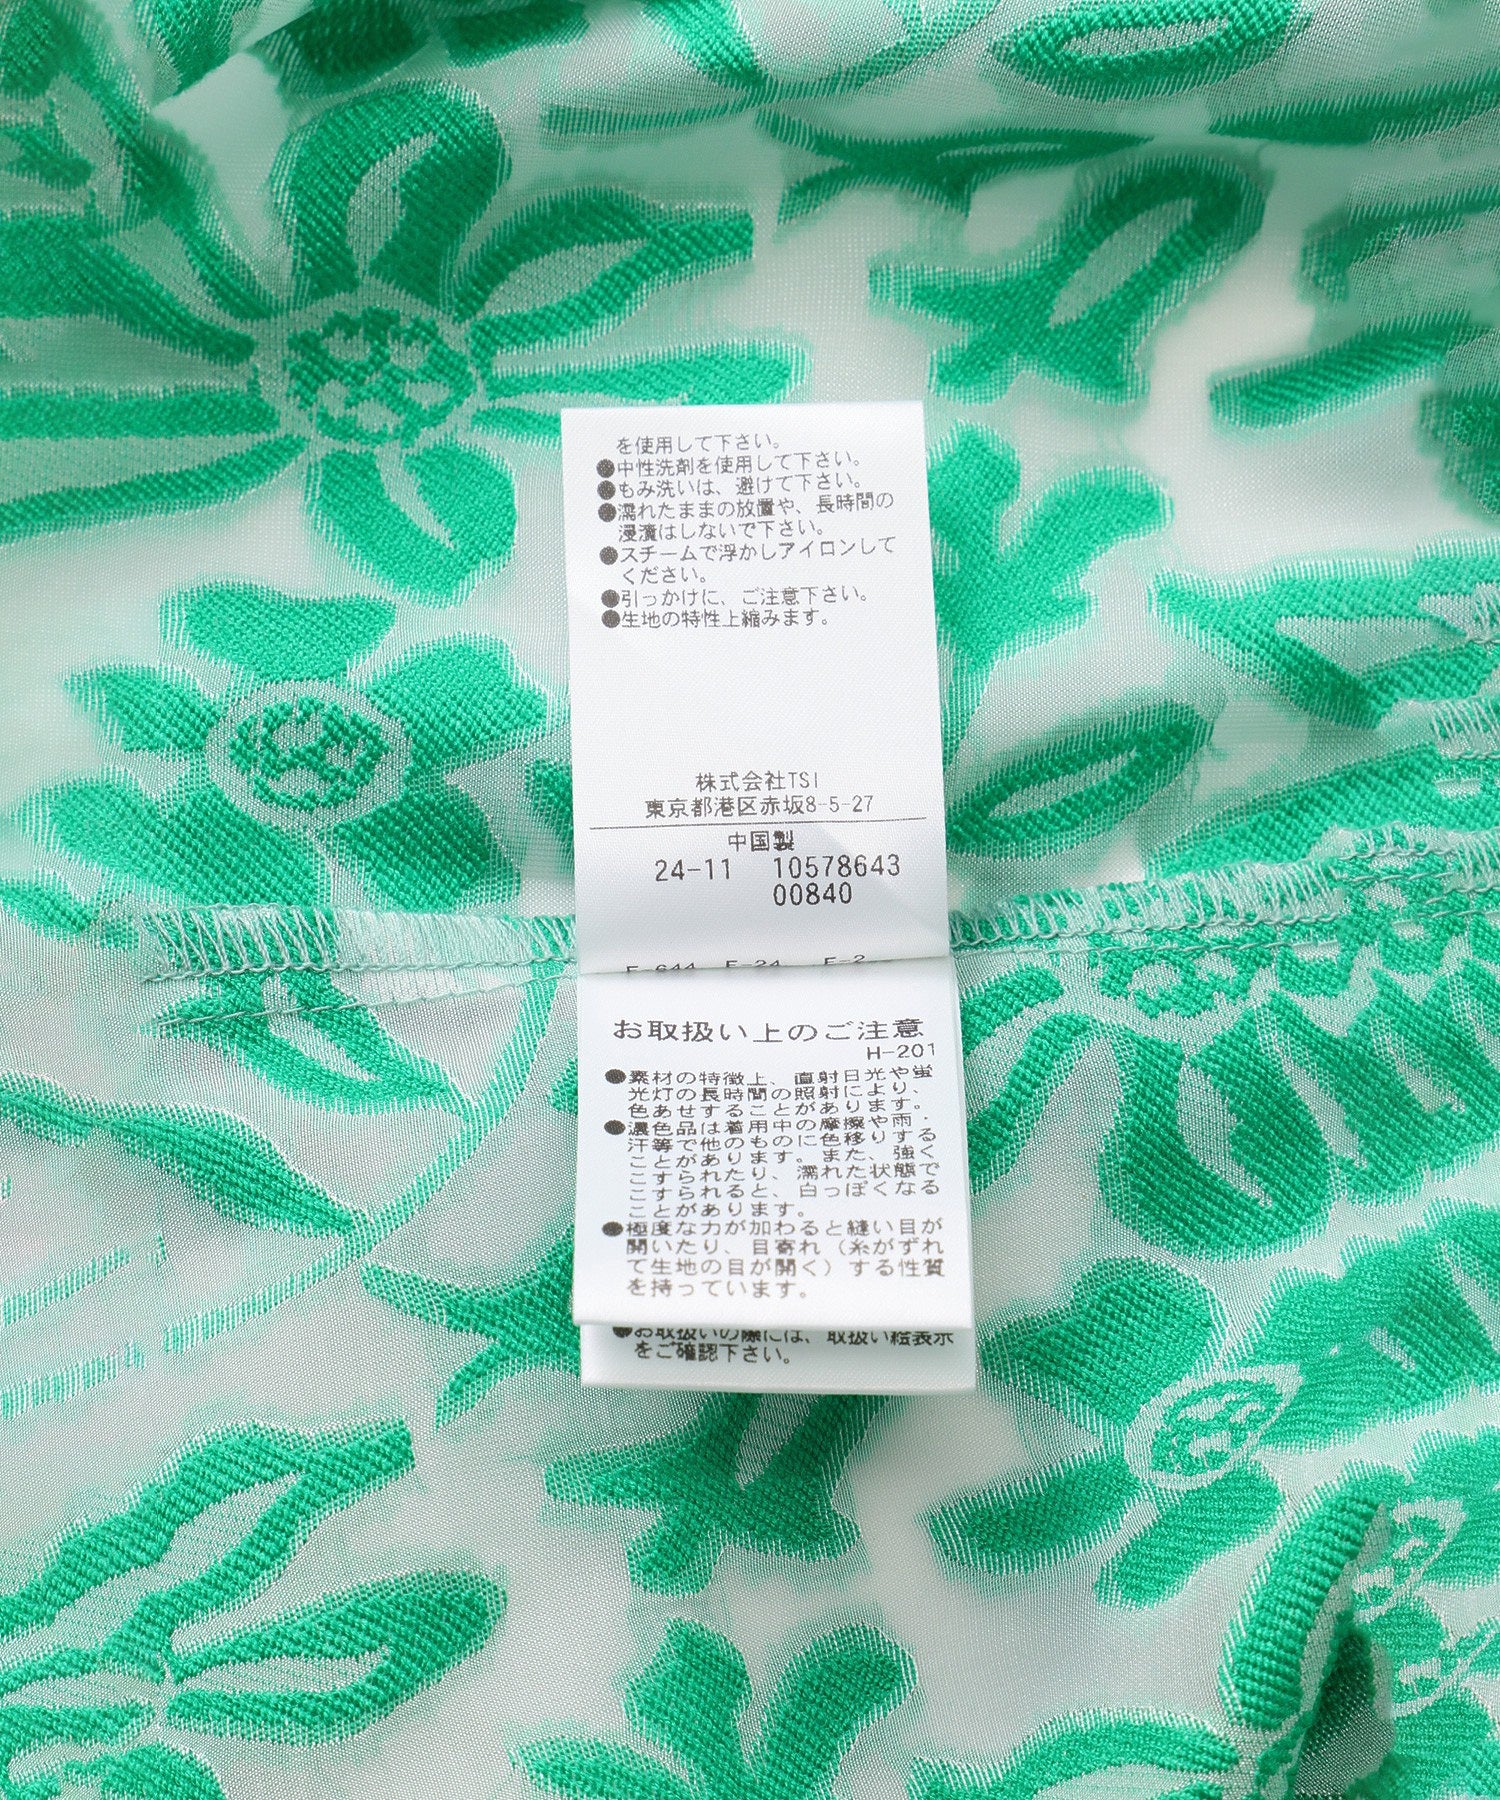 を使用して下さい。
●中性洗剤を使用して下さい。
●もみ洗いは、避けて下さい。
●濡れたままの放置や、長時間の
浸漬はしないで下さい。
●スチームで浮かしアイロンして
ください。
●引っかけに、ご注意下さい。
●生地の特性上縮みます。
株式会社TSI
東京都港区赤坂8-5-27
中国製
24-11 10578643
00840
お取扱い上のご注意
H-201
●素材の特徴上、直射日光や蛍
光灯の長時間の照射により、
色あせすることがあります。
●濃色品は着用中の摩擦や雨・
汗等で他のものに色移りする
ことがあります。また、強く
こすられたり、濡れた状態で
こすられると、白っぽくなる
ことがあります。
●極度な力が加わると縫い目が
開いたり、目寄れ（糸がずれ
て生地の目が開く）する性質
を持っています。
●お取扱いの際には、取扱い絵表示
をご確認下さい。